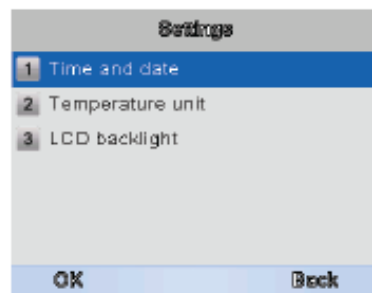 Settings
1 Time and date
2 Temperature unit
3 LCD backlight
OK Back